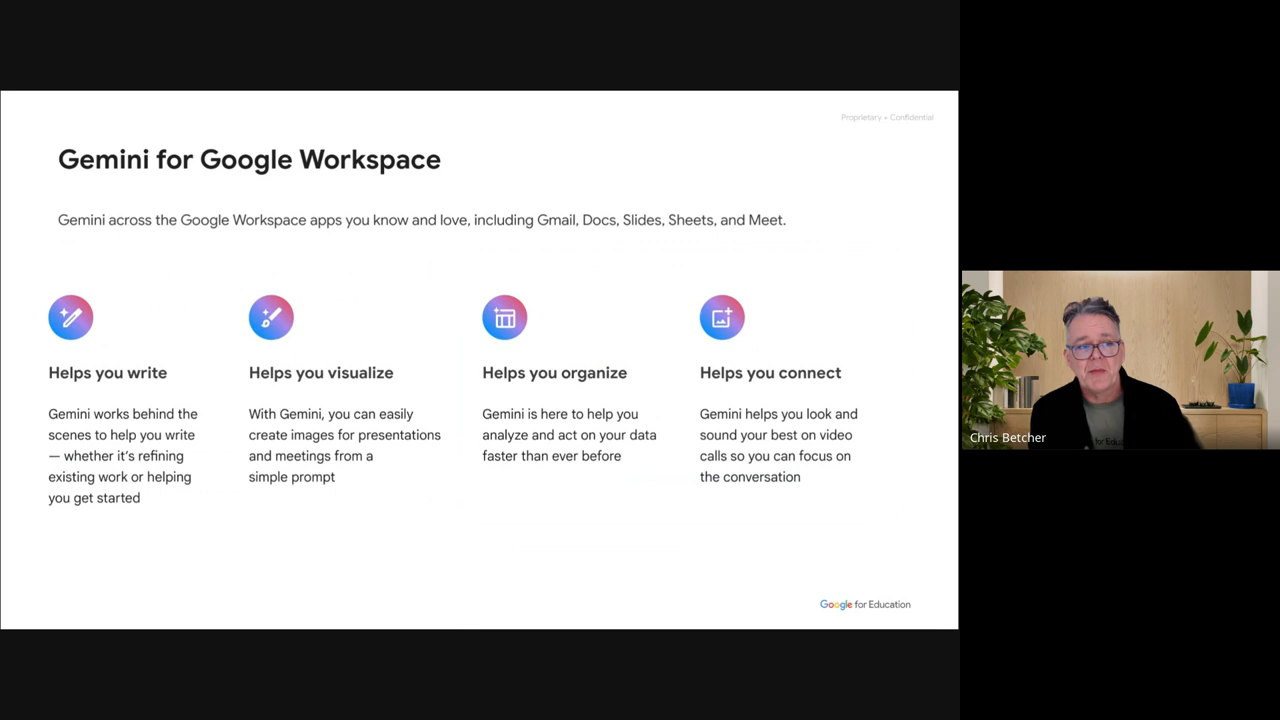 Proprietary + Confidential
Gemini for Google Workspace
Gemini across the Google Workspace apps you know and love, including Gmail, Docs, Slides, Sheets, and Meet.
Helps you write
Gemini works behind the
scenes to help you write
— whether it's refining
existing work or helping
you get started
Helps you visualize
With Gemini, you can easily
create images for presentations
and meetings from a
simple prompt
Helps you organize
Gemini is here to help you
analyze and act on your data
faster than ever before
Helps you connect
Gemini helps you look and
sound your best on video
calls so you can focus on
the conversation
Google for Education
Chris Betcher